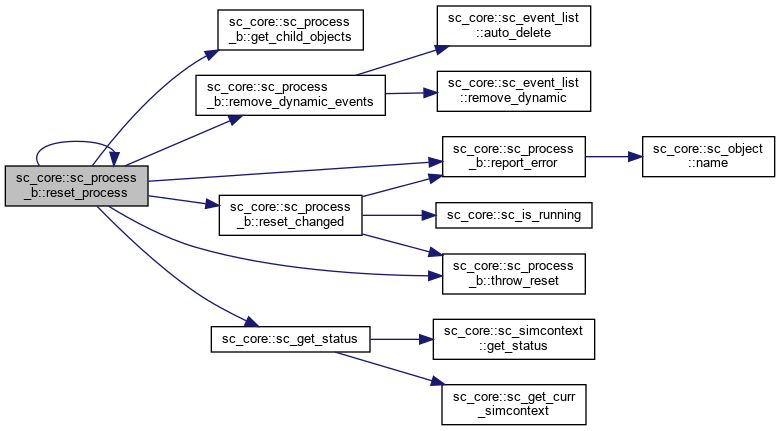 sc_core::sc_process
_b::reset_process
sc_core::sc_process
_b::get_child_objects
sc_core::sc_process
_b::remove_dynamic_events
sc_core::sc_event_list
::auto_delete
sc_core::sc_event_list
::remove_dynamic
sc_core::sc_process
_b::report_error
sc_core::sc_object
::name
sc_core::sc_process
_b::reset_changed
sc_core::sc_is_running
sc_core::sc_process
_b::throw_reset
sc_core::sc_get_status
sc_core::sc_simcontext
::get_status
sc_core::sc_get_curr
_simcontext